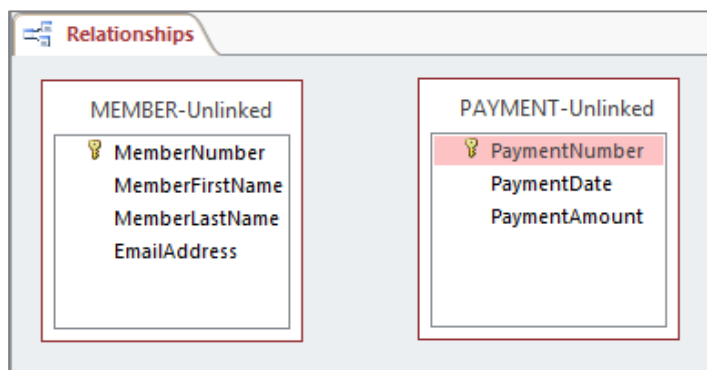 Relationships
MEMBER-Unlinked
MemberNumber
MemberFirstName
MemberLastName
EmailAddress
PAYMENT-Unlinked
PaymentNumber
PaymentDate
PaymentAmount